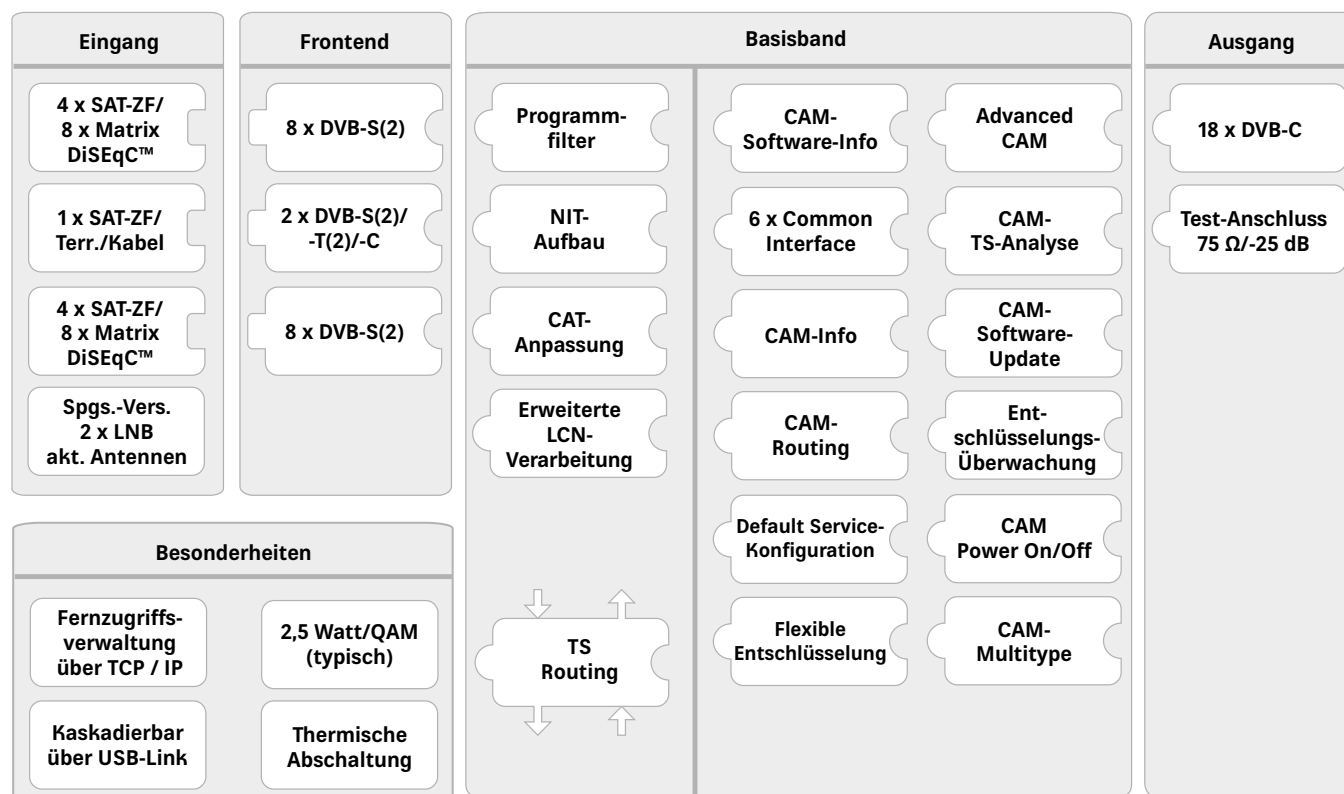 Eingang
4 x SAT-ZF/
8 x Matrix
DiSEqC™
1 x SAT-ZF/
Terr./Kabel
4 x SAT-ZF/
8 x Matrix
DiSEqC™
Spgs.-Vers.
2 x LNB
akt. Antennen
Frontend
8 x DVB-S(2)
2 x DVB-S(2)/
-T(2)/-C
8 x DVB-S(2)
Basisband
Programm-
filter
NIT-
Aufbau
CAT-
Anpassung
Erweiterte
LCN-
Verarbeitung
TS
Routing
CAM-
Software-Info
6 x Common
Interface
CAM-Info
CAM-
Routing
Default Service-
Konfiguration
Flexible
Entschlüsselung
Advanced
CAM
CAM-
TS-Analyse
CAM-
Software-
Update
Ent-
schlüsselungs-
Überwachung
CAM
Power On/Off
CAM-
Multitype
Ausgang
18 x DVB-C
Test-Anschluss
75 Ω/-25 dB
Besonderheiten
Fernzugriffs-
verwaltung
über TCP / IP
2,5 Watt/QAM
(typisch)
Kaskadierbar
über USB-Link
Thermische
Abschaltung